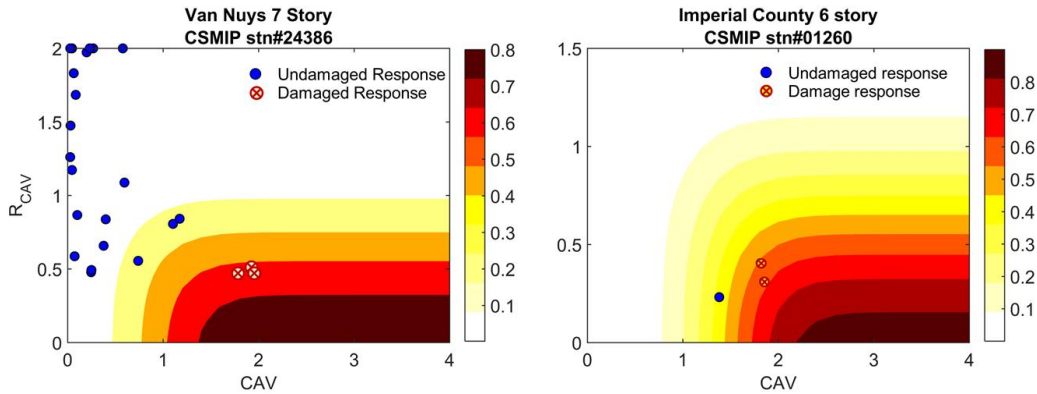 Van Nuys 7 Story
CSMIP stn#24386
2
1.5
1
0.5
0
R_CAV
Undamaged Response
Damaged Response
0 1 2 3 4
CAV
0.8
0.7
0.6
0.5
0.4
0.3
0.2
0.1
Imperial County 6 story
CSMIP stn#01260
1.5
1
0.5
0
Undamaged response
Damage response
0 1 2 3 4
CAV
0.8
0.7
0.6
0.5
0.4
0.3
0.2
0.1